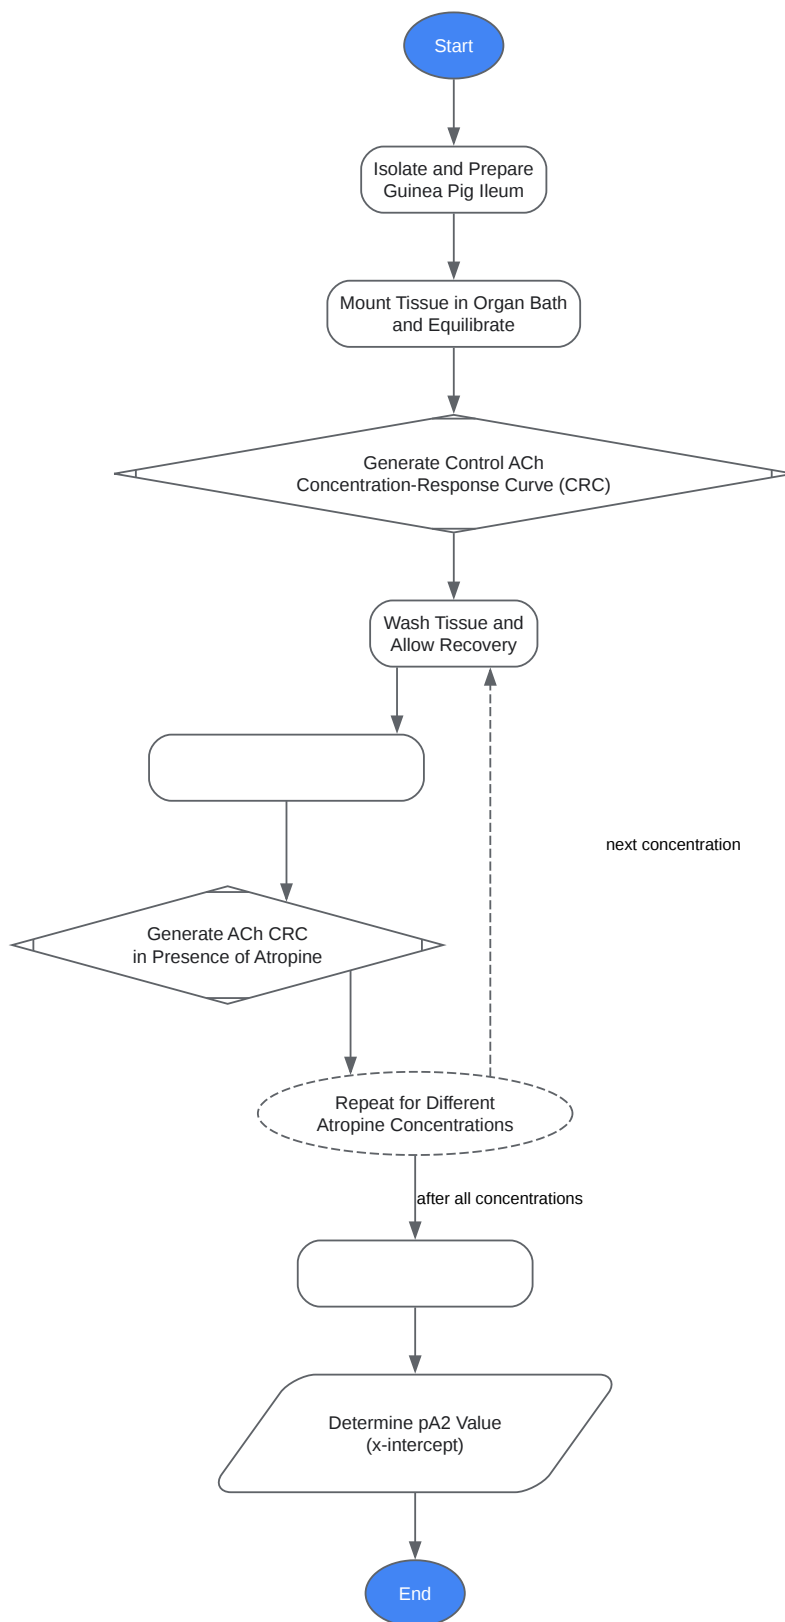 Start
Isolate and Prepare
Guinea Pig Ileum
Mount Tissue in Organ Bath
and Equilibrate
Generate Control ACh
Concentration-Response Curve (CRC)
Wash Tissue and
Allow Recovery
next concentration
Generate ACh CRC
in Presence of Atropine
Repeat for Different
Atropine Concentrations
after all concentrations
Determine pA2 Value
(x-intercept)
End